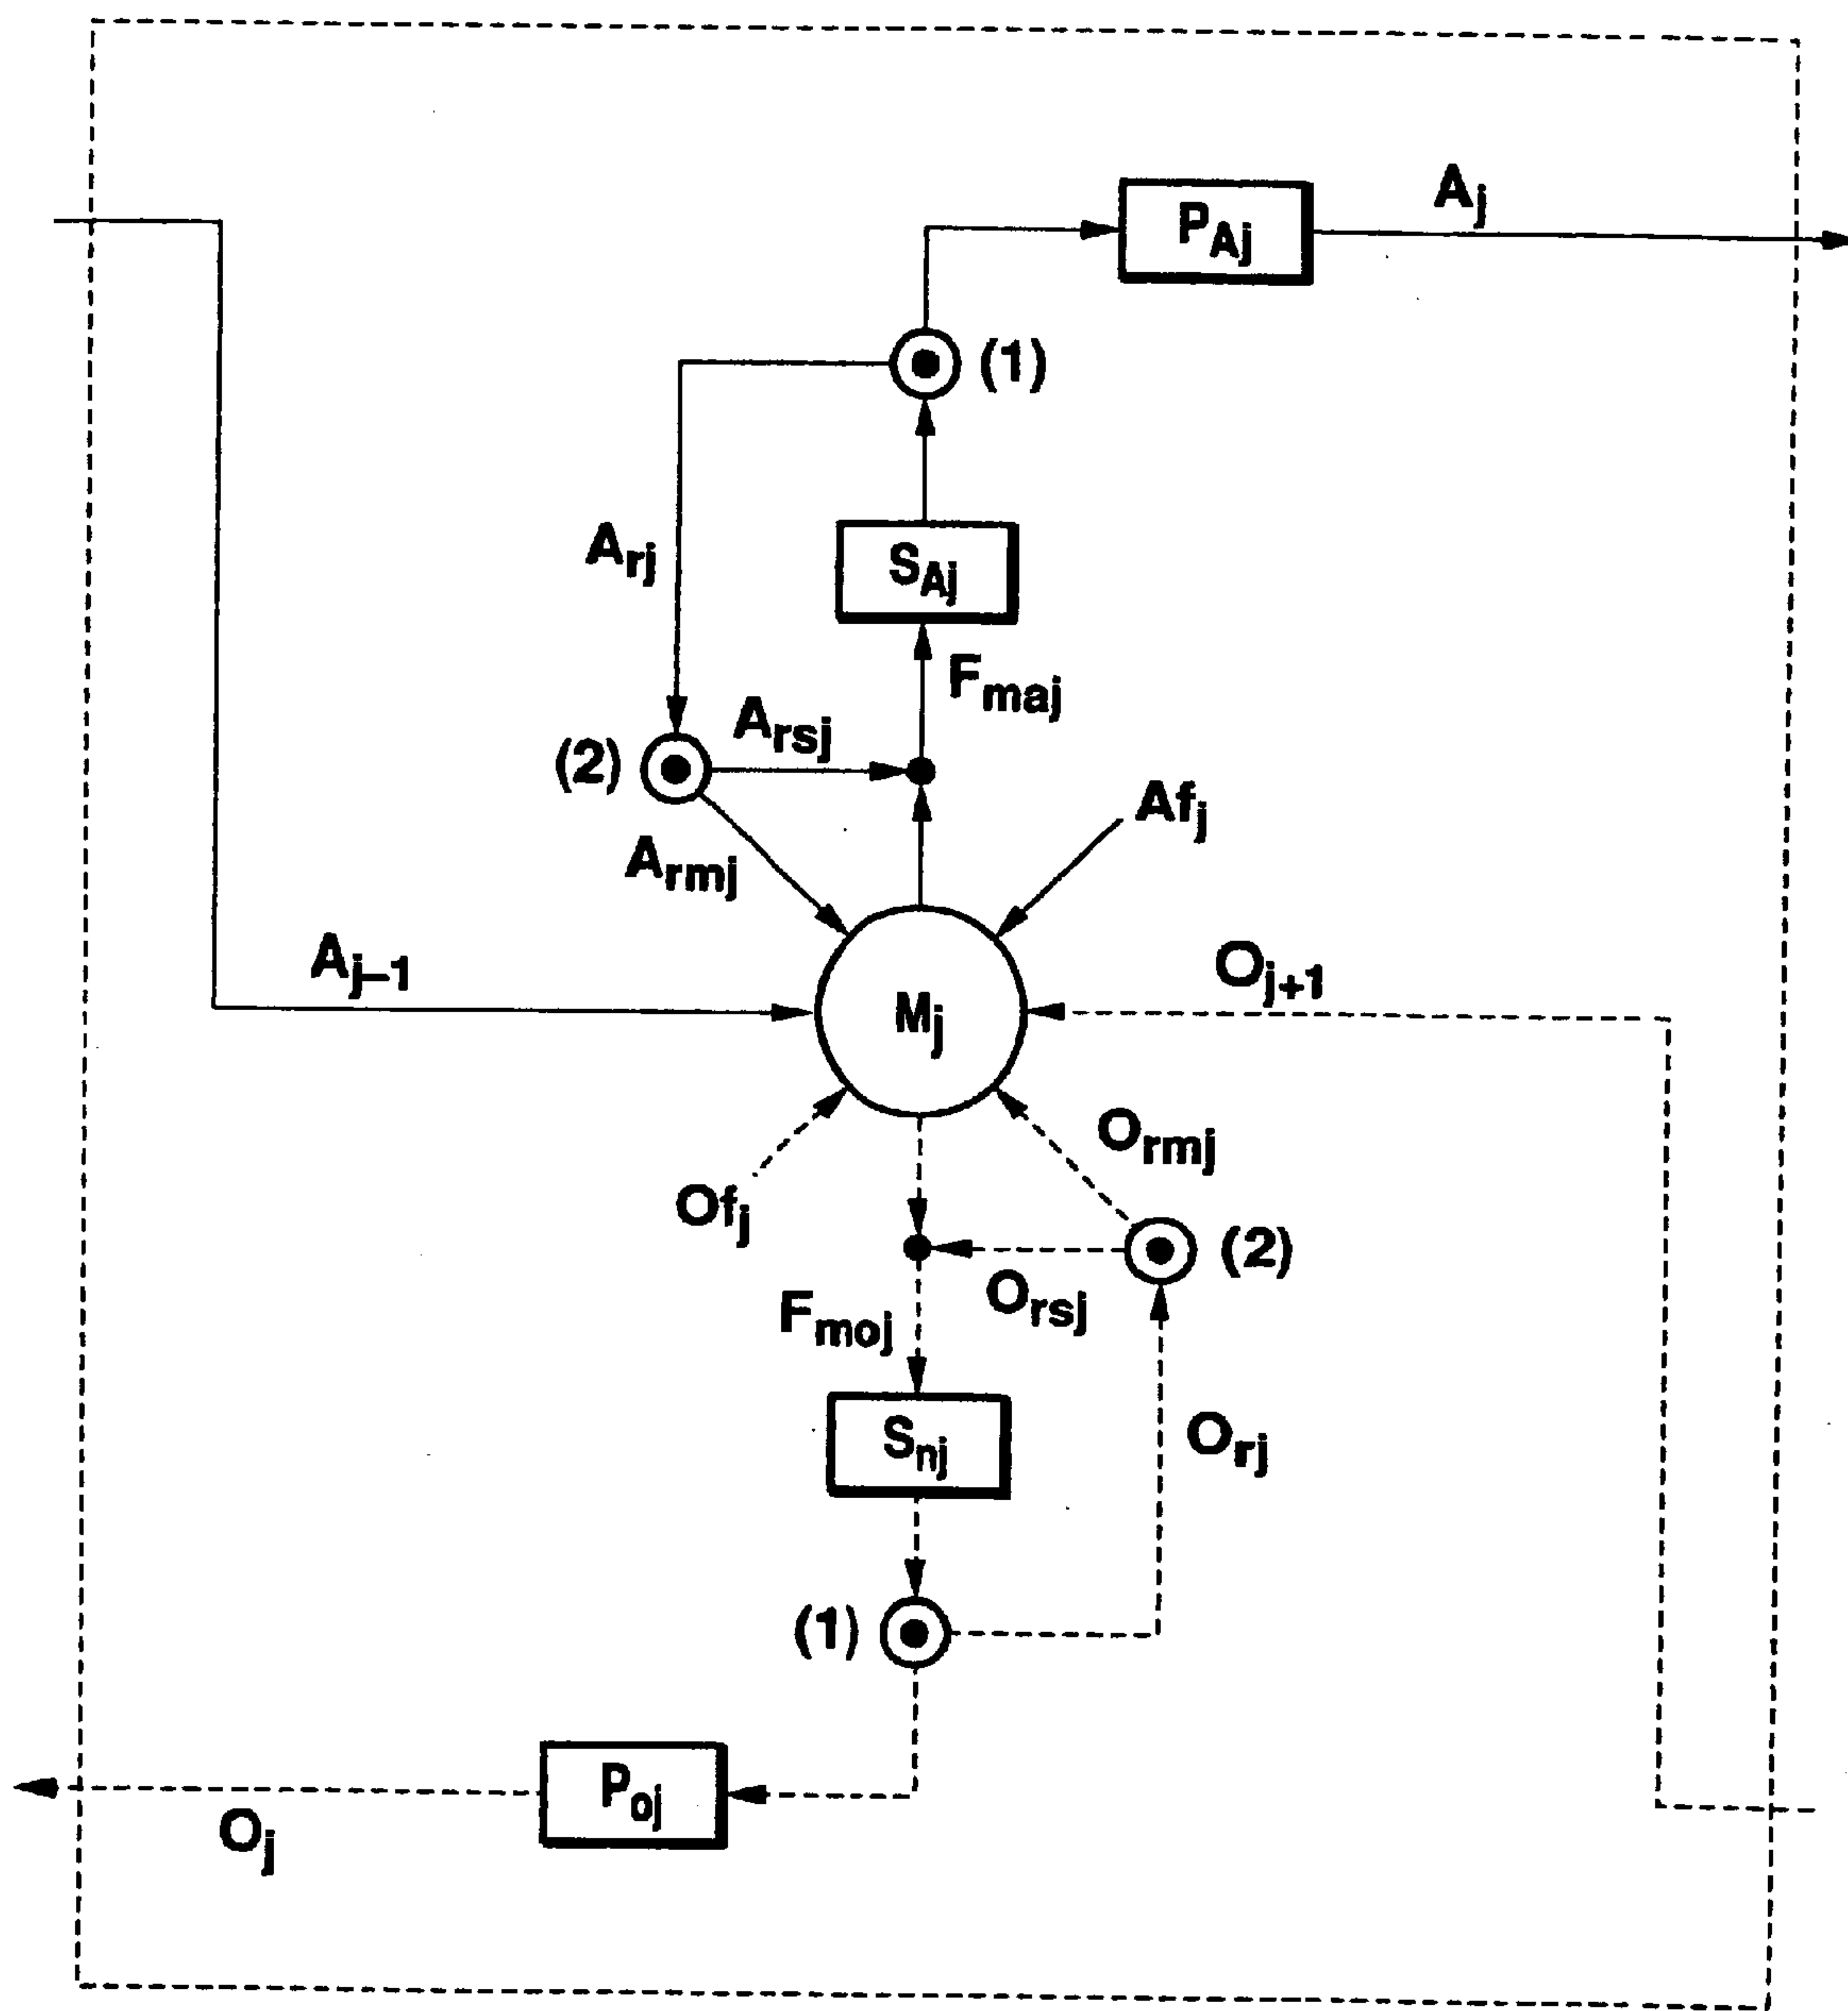 A_j
P_Aj
(1)
A_rj
S_Aj
F_maj
A_rsj
(2)
Af_j
A_rmj
A_j–1
O_j+1
M_j
O_rmj
Of_j
(2)
O_rsj
F_moj
O_rj
S_nj
(1)
P_oj
O_j